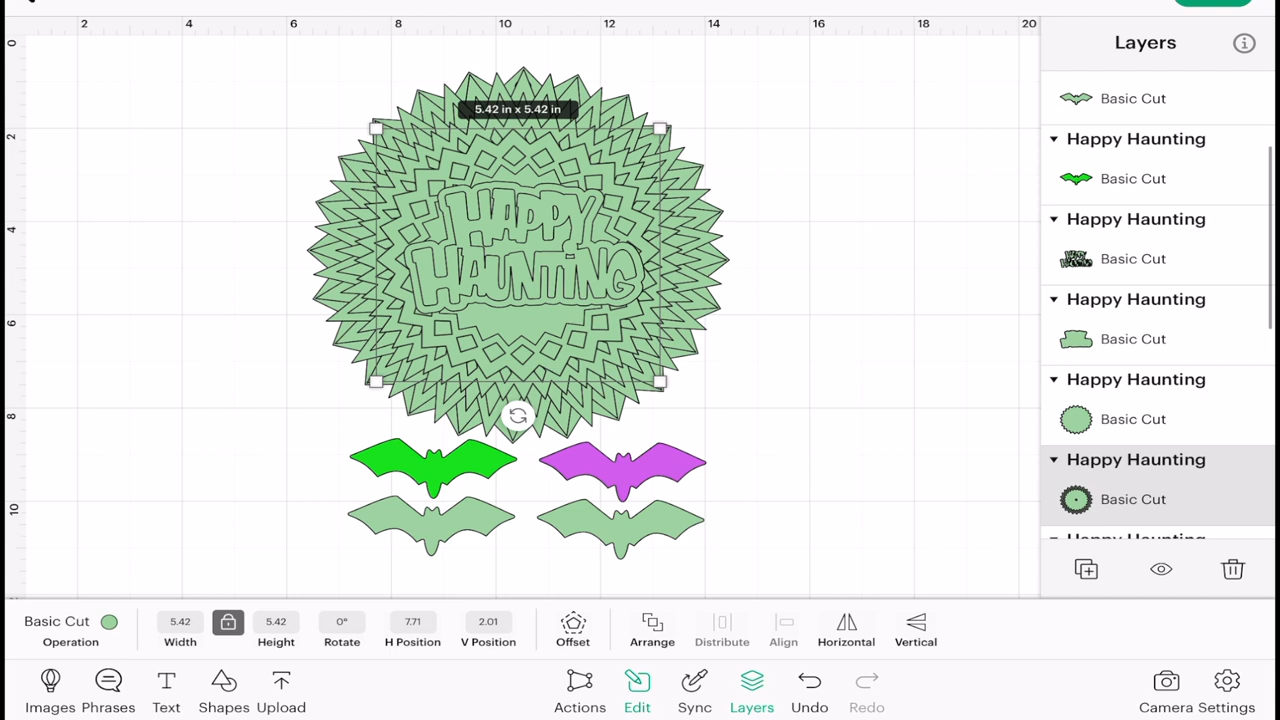 2 4 6 8 10 12 14 16 18 20
0
2
4
6
8
10
5.42 in x 5.42 in
HAPPY
HAUNTING
Layers
Basic Cut
Happy Haunting
Basic Cut
Happy Haunting
Basic Cut
Happy Haunting
Basic Cut
Happy Haunting
Basic Cut
Happy Haunting
Basic Cut
Happy Haunting
Basic Cut
Operation
5.42
Width
5.42
Height
0°
Rotate
7.71
H Position
2.01
V Position
Offset
Arrange
Distribute
Align
Horizontal
Vertical
Images
Phrases
Text
Shapes
Upload
Actions
Edit
Sync
Layers
Undo
Redo
Camera
Settings